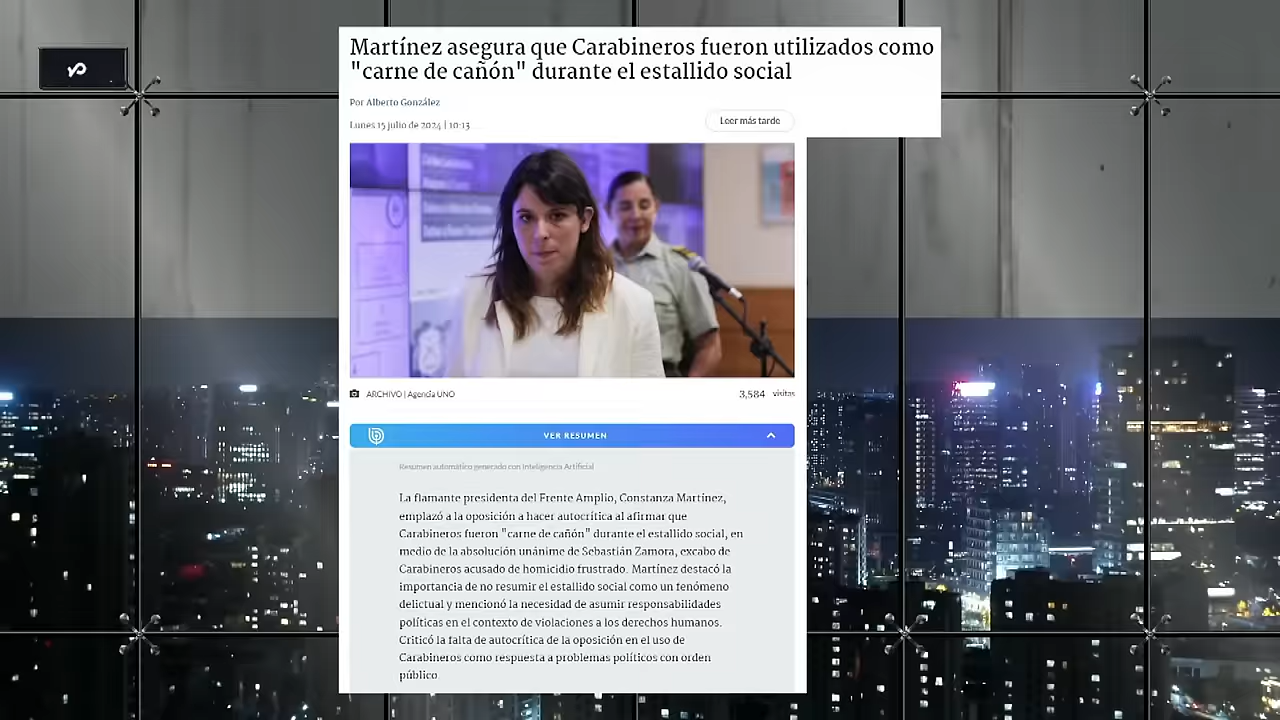 Martínez asegura que Carabineros fueron utilizados como
"carne de cañón" durante el estallido social
Por Alberto González
Lunes 15 julio de 2024 | 10:13
Leer más tarde
ARCHIVO | Agencia UNO
3,584 visitas
VER RESUMEN
Resumen automático generado con Inteligencia Artificial
La flamante presidenta del Frente Amplio, Constanza Martínez,
emplazó a la oposición a hacer autocrítica al afirmar que
Carabineros fueron "carne de cañón" durante el estallido social, en
medio de la absolución unánime de Sebastián Zamora, excabo de
Carabineros acusado de homicidio frustrado. Martínez destacó la
importancia de no resumir el estallido social como un fenómeno
delictual y mencionó la necesidad de asumir responsabilidades
políticas en el contexto de violaciones a los derechos humanos.
Criticó la falta de autocrítica de la oposición en el uso de
Carabineros como respuesta a problemas políticos con orden
público